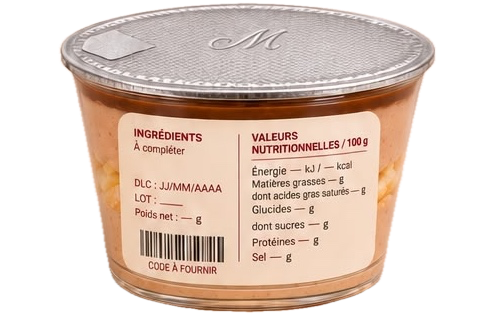 M
INGRÉDIENTS
À compléter
DLC : JJ/MM/AAAA
LOT : ____
Poids net : — g
CODE À FOURNIR
VALEURS
NUTRITIONNELLES / 100 g
Énergie — kJ / — kcal
Matières grasses — g
dont acides gras saturés— g
Glucides — g
dont sucres — g
Protéines — g
Sel — g